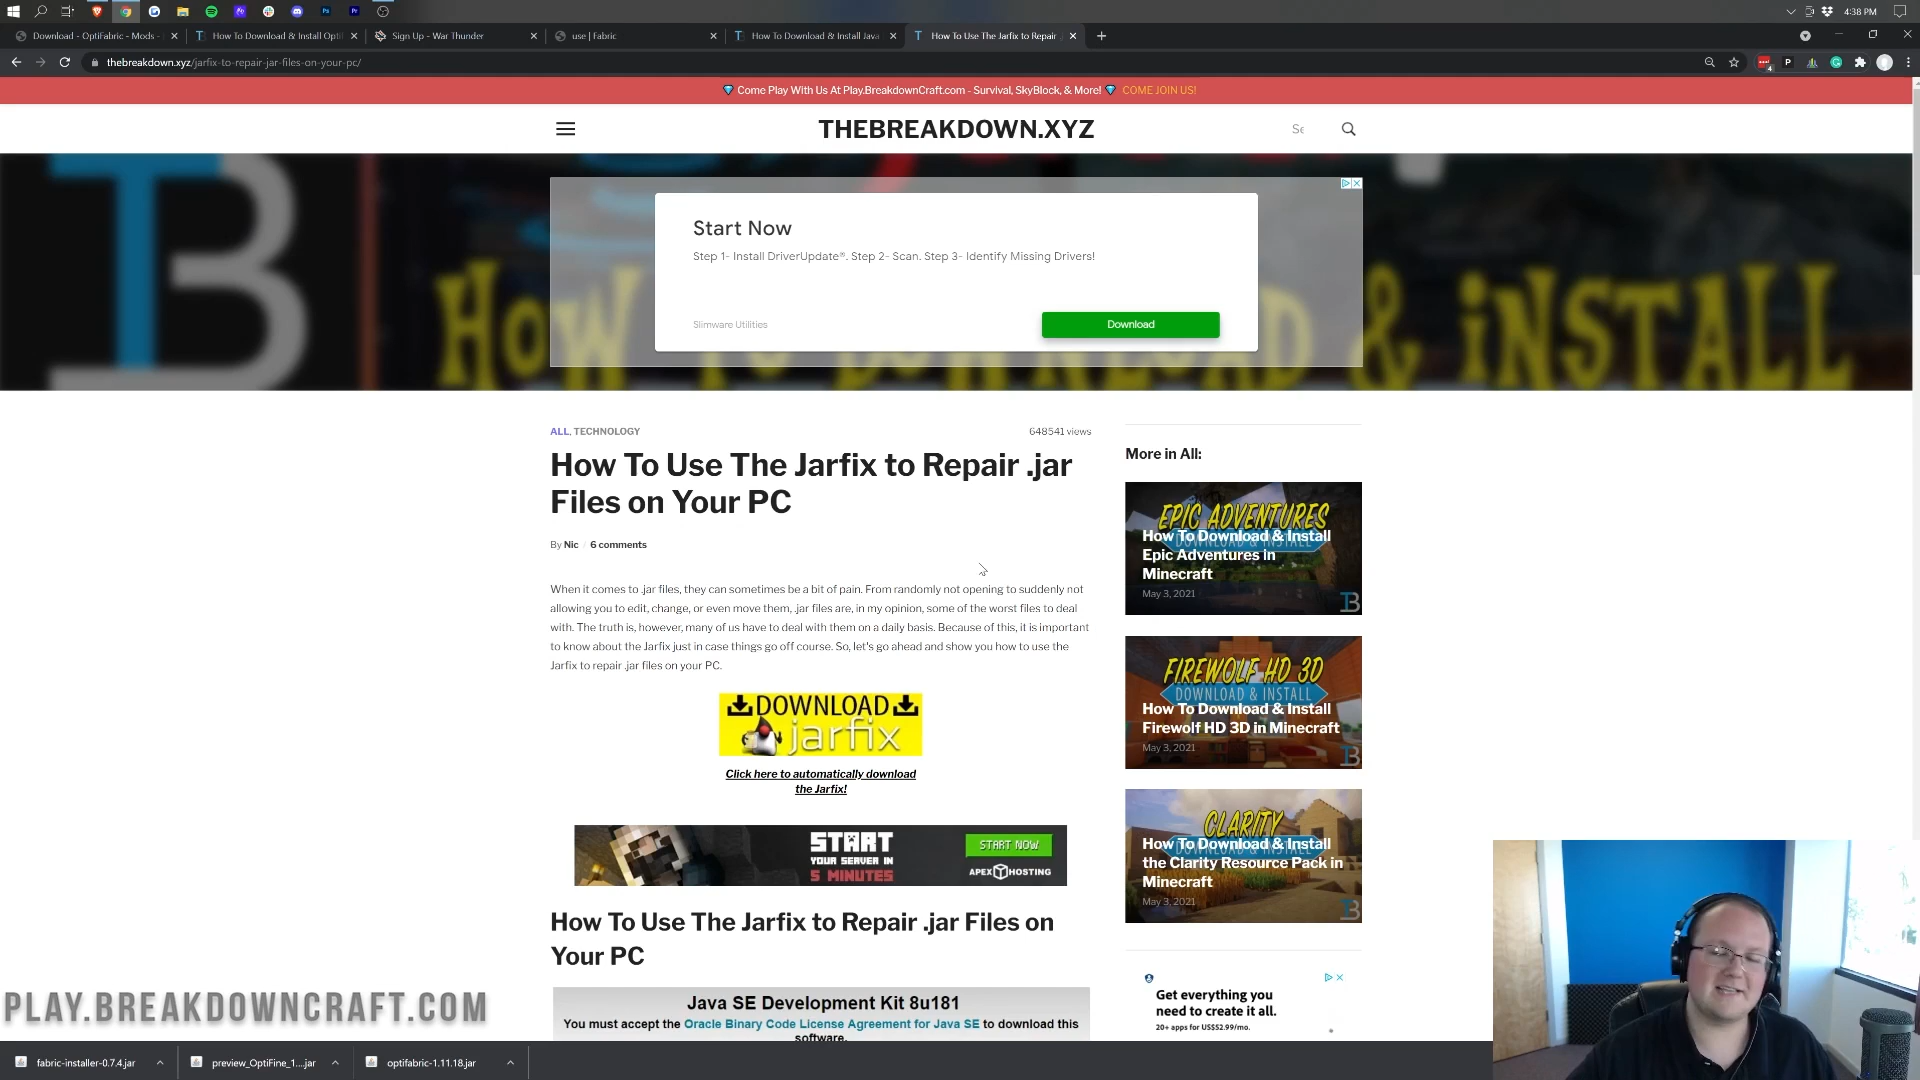 4:38 PM
Download - OptiFabric - Mods -
How To Download & Install Opti
Sign Up - War Thunder
use | Fabric
How To Download & Install Java
How To Use The Jarfix to Repair
thebreakdown.xyz/jarfix-to-repair-jar-files-on-your-pc/
Come Play With Us At Play.BreakdownCraft.com - Survival, SkyBlock, & More! COME JOIN US!
THEBREAKDOWN.XYZ
Se
HOW TO DOWNLOAD & INSTALL
Start Now
Step 1- Install DriverUpdate®. Step 2- Scan. Step 3- Identify Missing Drivers!
Slimware Utilities
Download
ALL, TECHNOLOGY
648541 views
How To Use The Jarfix to Repair .jar
Files on Your PC
By Nic / 6 comments
When it comes to .jar files, they can sometimes be a bit of pain. From randomly not opening to suddenly not
allowing you to edit, change, or even move them, .jar files are, in my opinion, some of the worst files to deal
with. The truth is, however, many of us have to deal with them on a daily basis. Because of this, it is important
to know about the Jarfix just in case things go off course. So, let's go ahead and show you how to use the
Jarfix to repair .jar files on your PC.
DOWNLOAD
jarfix
Click here to automatically download
the Jarfix!
START
YOUR SERVER IN
5 MINUTES
START NOW
APEX HOSTING
How To Use The Jarfix to Repair .jar Files on
Your PC
Java SE Development Kit 8u181
You must accept the Oracle Binary Code License Agreement for Java SE to download this
software.
More in All:
EPIC ADVENTURES
DOWNLOAD & INSTALL
How To Download & Install
Epic Adventures in
Minecraft
May 3, 2021
FIREWOLF HD 3D
DOWNLOAD & INSTALL
How To Download & Install
Firewolf HD 3D in Minecraft
May 3, 2021
CLARITY
DOWNLOAD & INSTALL
How To Download & Install
the Clarity Resource Pack in
Minecraft
May 3, 2021
Get everything you
need to create it all.
20+ apps for US$52.99/mo.
PLAY.BREAKDOWNCRAFT.COM
fabric-installer-0.7.4.jar
preview_OptiFine_1....jar
optifabric-1.11.18.jar